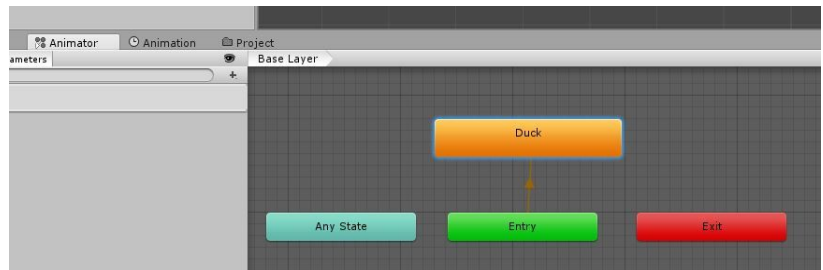 Animator
Animation
Project
ameters
Base Layer
Duck
Any State
Entry
Exit